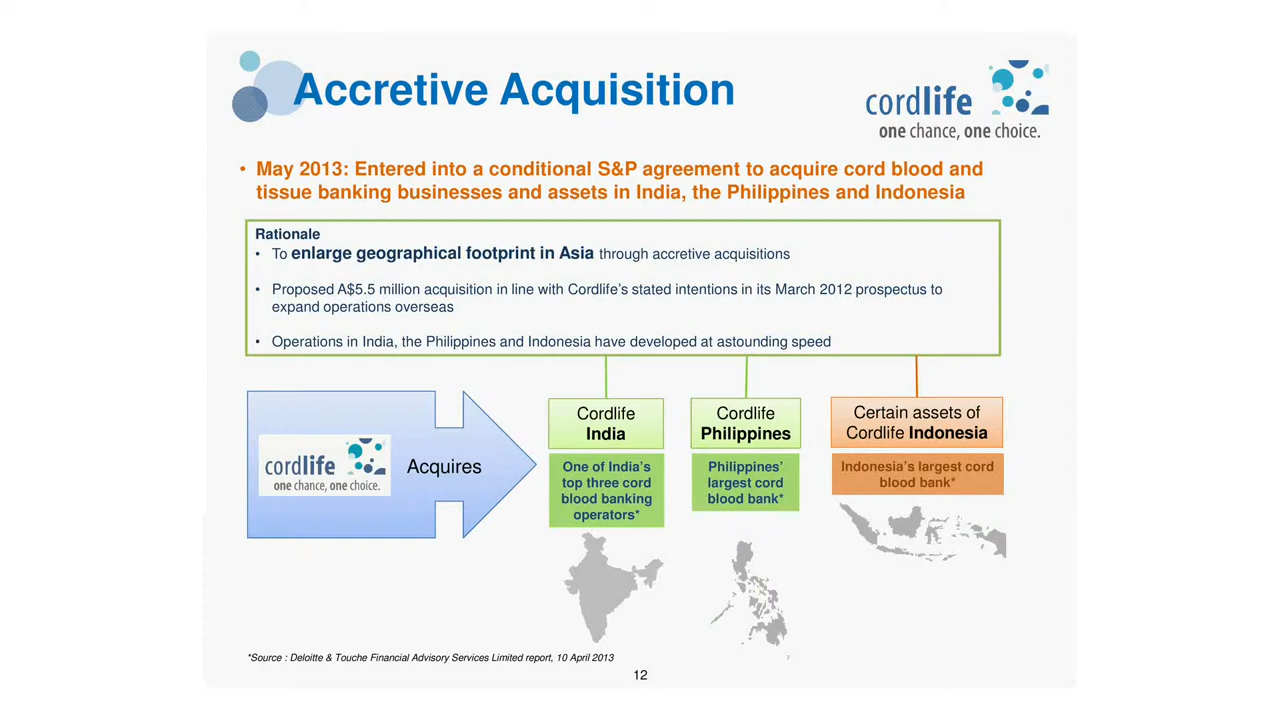 Accretive Acquisition
cordlife
one chance, one choice.
• May 2013: Entered into a conditional S&P agreement to acquire cord blood and
tissue banking businesses and assets in India, the Philippines and Indonesia
Rationale
• To enlarge geographical footprint in Asia through accretive acquisitions
• Proposed A$5.5 million acquisition in line with Cordlife's stated intentions in its March 2012 prospectus to
expand operations overseas
• Operations in India, the Philippines and Indonesia have developed at astounding speed
cordlife
one chance, one choice.
Acquires
Cordlife
India
One of India's
top three cord
blood banking
operators*
Cordlife
Philippines
Philippines'
largest cord
blood bank*
Certain assets of
Cordlife Indonesia
Indonesia's largest cord
blood bank*
*Source : Deloitte & Touche Financial Advisory Services Limited report, 10 April 2013
12